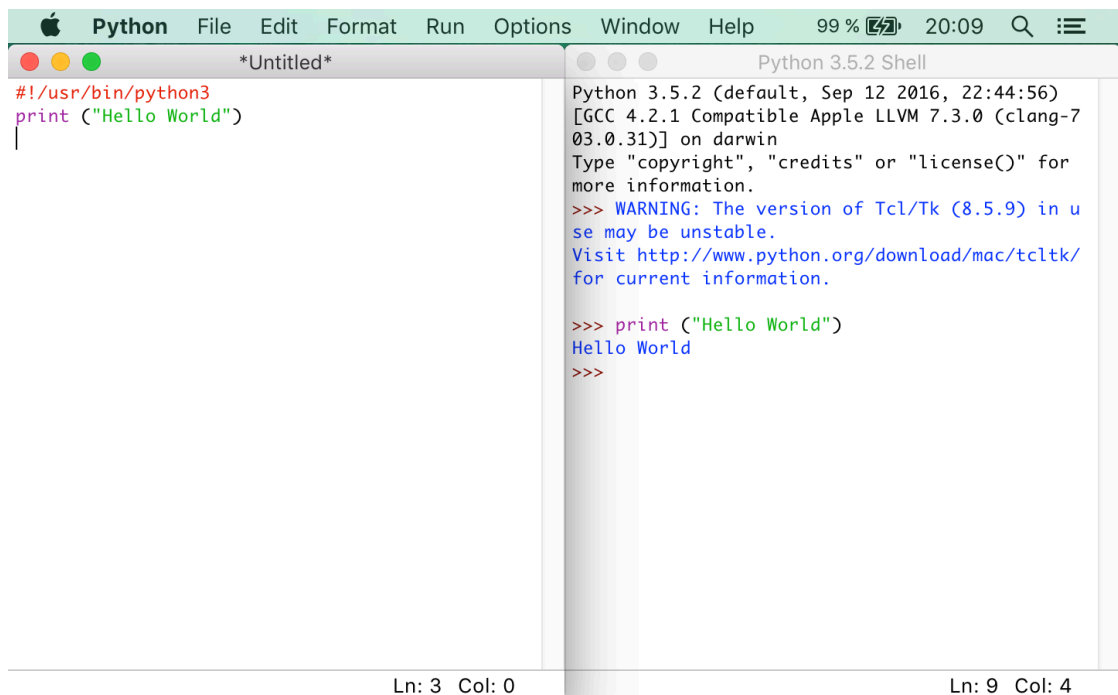 Python File Edit Format Run Options Window Help 99 % 20:09
*Untitled*
#!/usr/bin/python3
print ("Hello World")
Ln: 3 Col: 0
Python 3.5.2 Shell
Python 3.5.2 (default, Sep 12 2016, 22:44:56)
[GCC 4.2.1 Compatible Apple LLVM 7.3.0 (clang-7
03.0.31)] on darwin
Type "copyright", "credits" or "license()" for
more information.
>>> WARNING: The version of Tcl/Tk (8.5.9) in u
se may be unstable.
Visit http://www.python.org/download/mac/tcltk/
for current information.
>>> print ("Hello World")
Hello World
>>>
Ln: 9 Col: 4